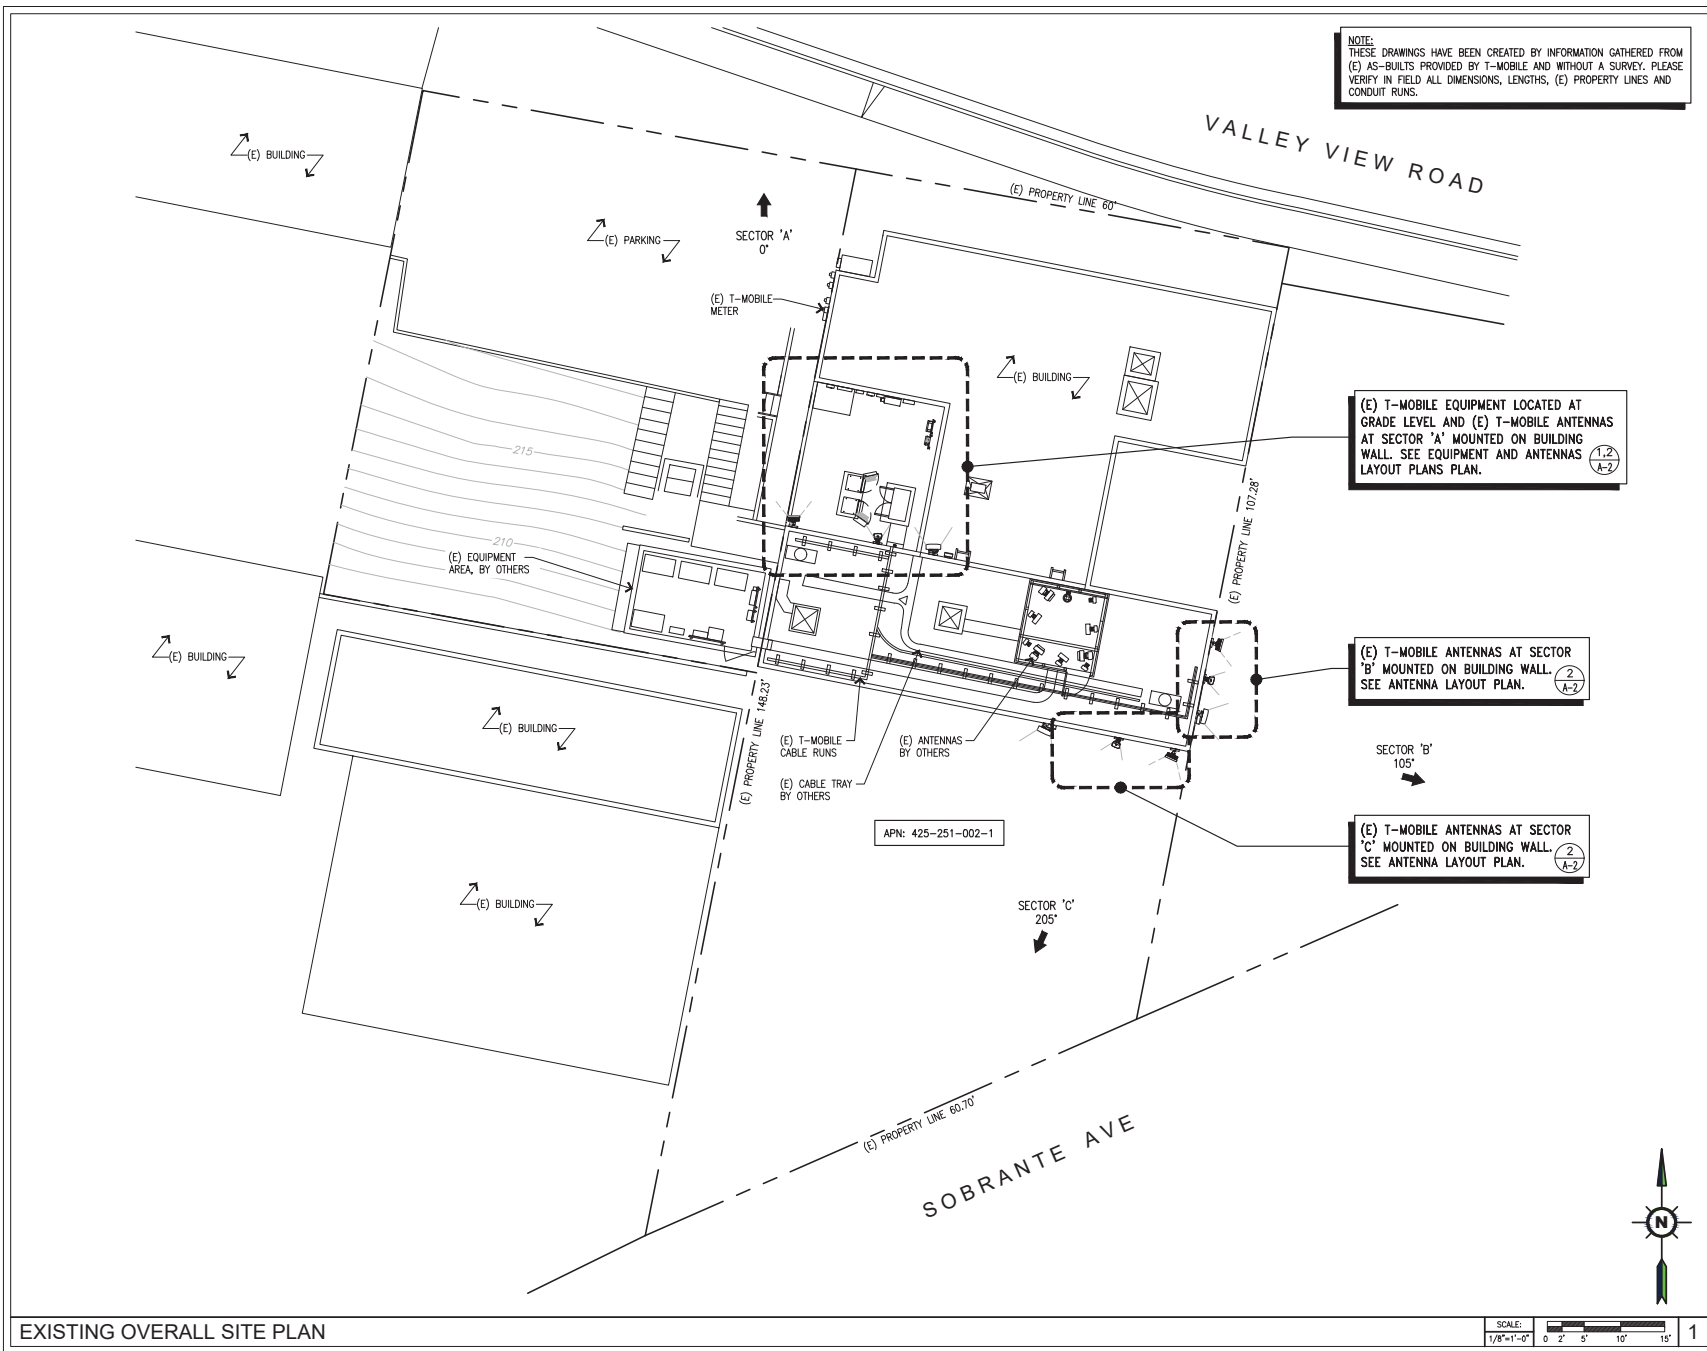 NOTE:
THESE DRAWINGS HAVE BEEN CREATED BY INFORMATION GATHERED FROM
(E) AS-BUILTS PROVIDED BY T-MOBILE AND WITHOUT A SURVEY. PLEASE
VERIFY IN FIELD ALL DIMENSIONS, LENGTHS, (E) PROPERTY LINES AND
CONDUIT RUNS.
VALLEY VIEW ROAD
(E) BUILDING
(E) PROPERTY LINE 60'
(E) PARKING
SECTOR 'A'
0°
(E) T-MOBILE
METER
(E) BUILDING
(E) T-MOBILE EQUIPMENT LOCATED AT
GRADE LEVEL AND (E) T-MOBILE ANTENNAS
AT SECTOR 'A' MOUNTED ON BUILDING
WALL. SEE EQUIPMENT AND ANTENNAS
LAYOUT PLANS PLAN.
1,2
A-2
215
210
(E) PROPERTY LINE 107.28'
(E) EQUIPMENT
AREA, BY OTHERS
(E) BUILDING
(E) T-MOBILE ANTENNAS AT SECTOR
'B' MOUNTED ON BUILDING WALL.
SEE ANTENNA LAYOUT PLAN.
2
A-2
(E) BUILDING
(E) PROPERTY LINE 148.23'
(E) T-MOBILE
CABLE RUNS
(E) ANTENNAS
BY OTHERS
(E) CABLE TRAY
BY OTHERS
SECTOR 'B'
105°
APN: 425-251-002-1
(E) T-MOBILE ANTENNAS AT SECTOR
'C' MOUNTED ON BUILDING WALL.
SEE ANTENNA LAYOUT PLAN.
2
A-2
(E) BUILDING
SECTOR 'C'
205°
(E) PROPERTY LINE 60.70'
SOBRANTE AVE
N
EXISTING OVERALL SITE PLAN
SCALE:
1/8"=1'-0"
0 2' 5' 10' 15'
1